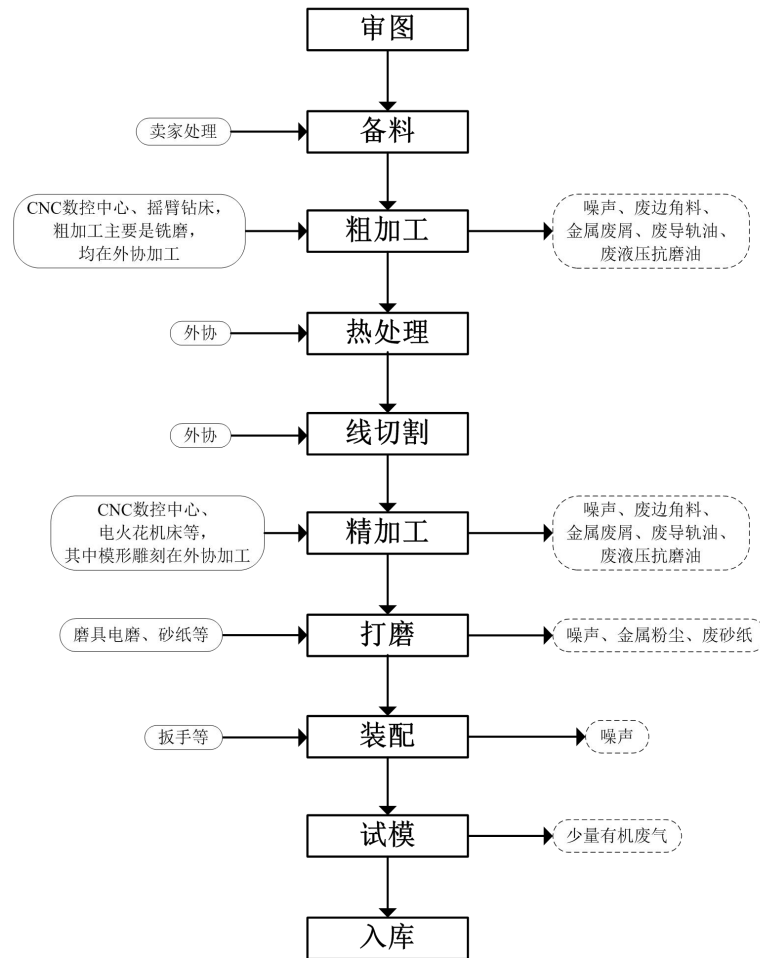 审图
卖家处理
备料
CNC数控中心、摇臂钻床，
粗加工主要是铣磨，
均在外协加工
粗加工
噪声、废边角料、
金属废屑、废导轨油、
废液压抗磨油
外协
热处理
外协
线切割
CNC数控中心、
电火花机床等，
其中模形雕刻在外协加工
精加工
噪声、废边角料、
金属废屑、废导轨油、
废液压抗磨油
磨具电磨、砂纸等
打磨
噪声、金属粉尘、废砂纸
扳手等
装配
噪声
试模
少量有机废气
入库